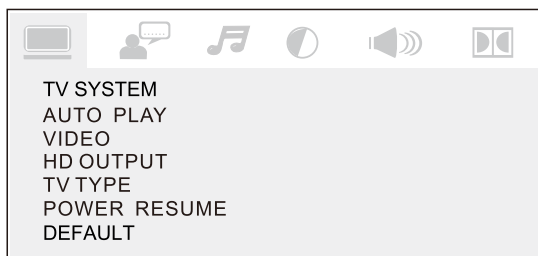 TV SYSTEM
AUTO PLAY
VIDEO
HD OUTPUT
TV TYPE
POWER RESUME
DEFAULT